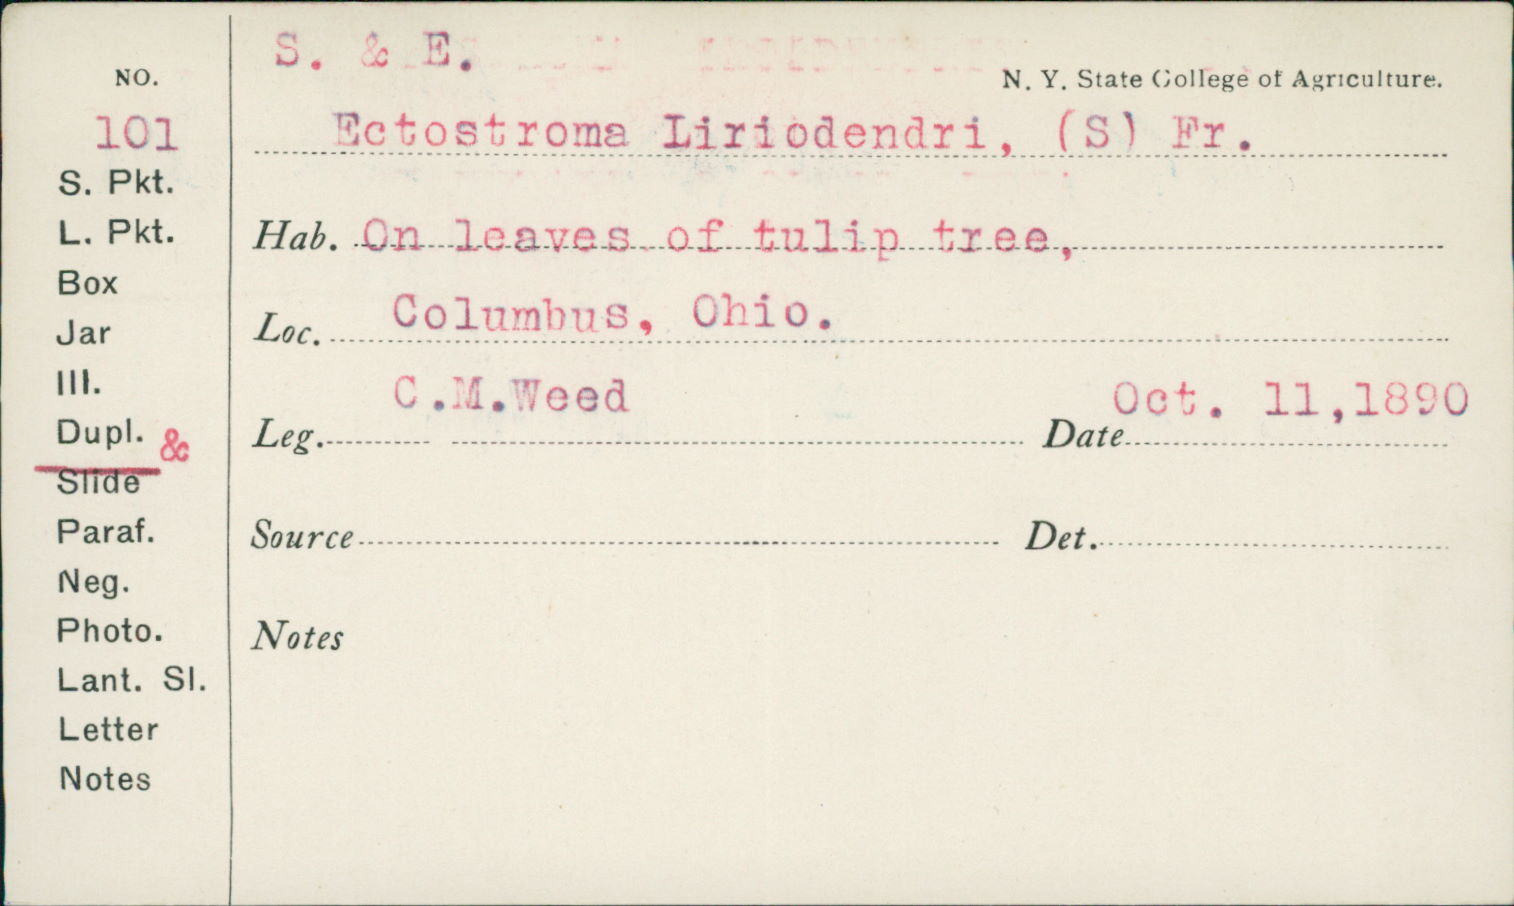 S. & E.
NO.
N. Y. State College of Agriculture.
101
Ectostroma Liriodendri, (S) Fr.
S. Pkt.
L. Pkt.
Hab. On leaves of tulip tree,
Box
Loc. Columbus, Ohio.
Jar
Ill.
Leg. C.M.Weed Date Oct. 11,1890
Dupl. &
Slide
Paraf.
Source Det.
Neg.
Photo.
Notes
Lant. Sl.
Letter
Notes